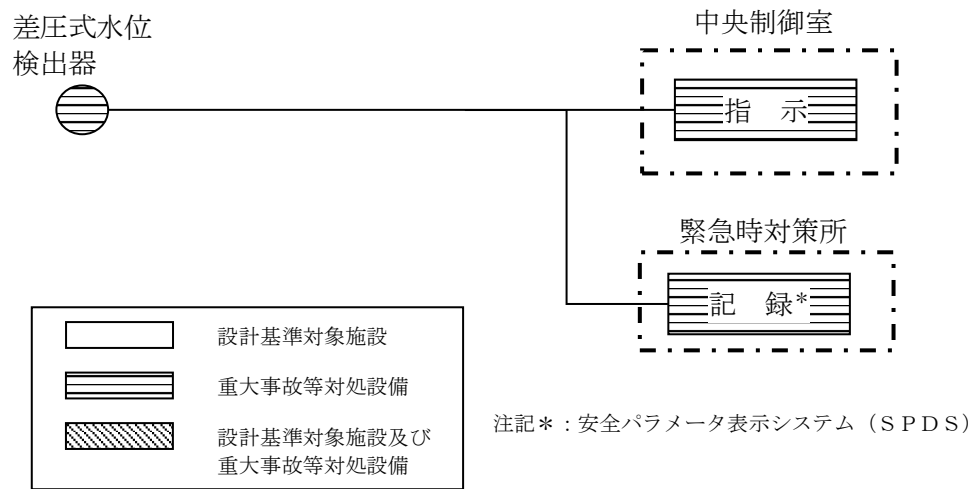 差圧式水位
検出器
中央制御室
指　示
緊急時対策所
記　録*
設計基準対象施設
重大事故等対処設備
設計基準対象施設及び
重大事故等対処設備
注記＊：安全パラメータ表示システム（ＳＰＤＳ）